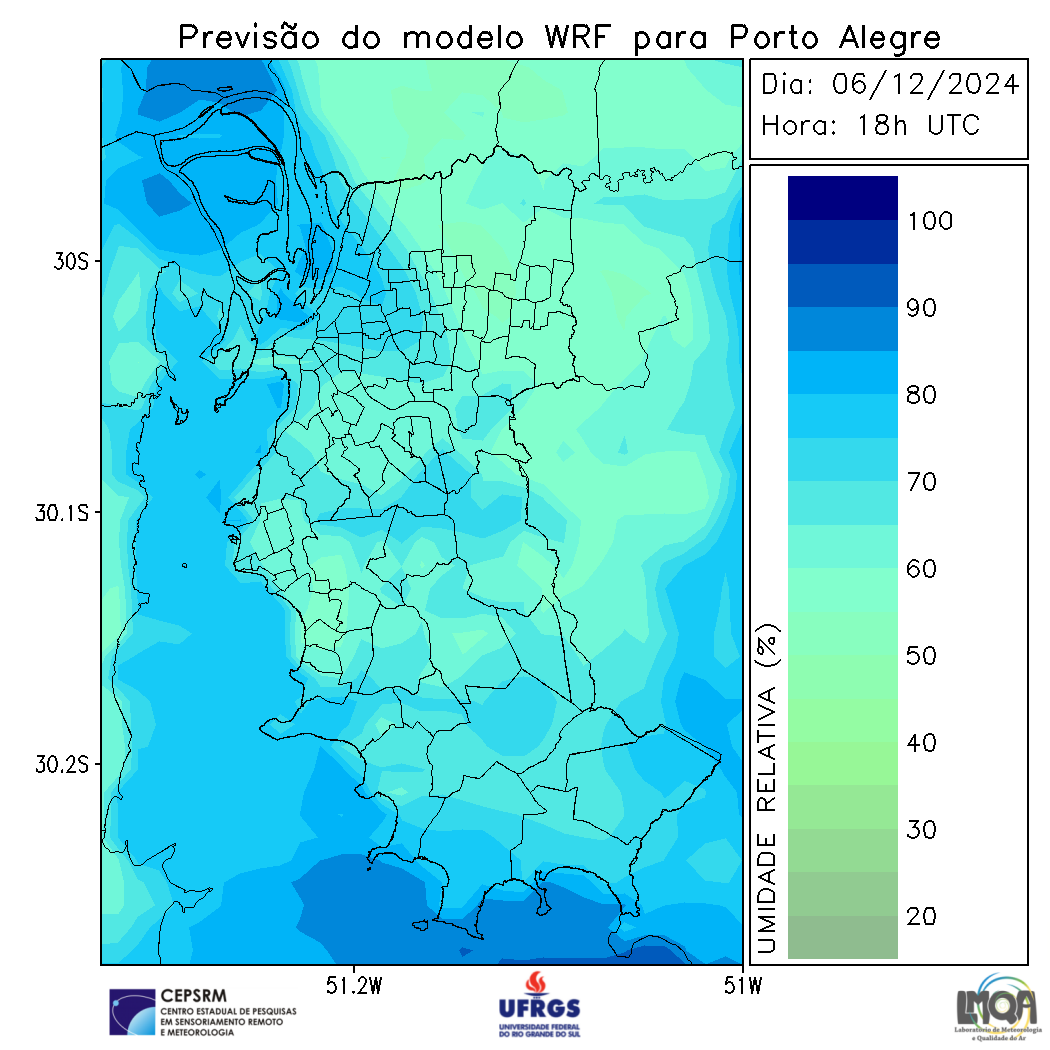 Previsão do modelo WRF para Porto Alegre
Dia: 06/12/2024
Hora: 18h UTC
100
90
80
70
60
50
40
30
20
UMIDADE RELATIVA (%)
30S
30.1S
30.2S
51.2W
51W
CEPSRM
CENTRO ESTADUAL DE PESQUISAS
EM SENSORIAMENTO REMOTO
E METEOROLOGIA
UFRGS
UNIVERSIDADE FEDERAL
DO RIO GRANDE DO SUL
LMQA
Laboratório de Meteorologia
e Qualidade do Ar